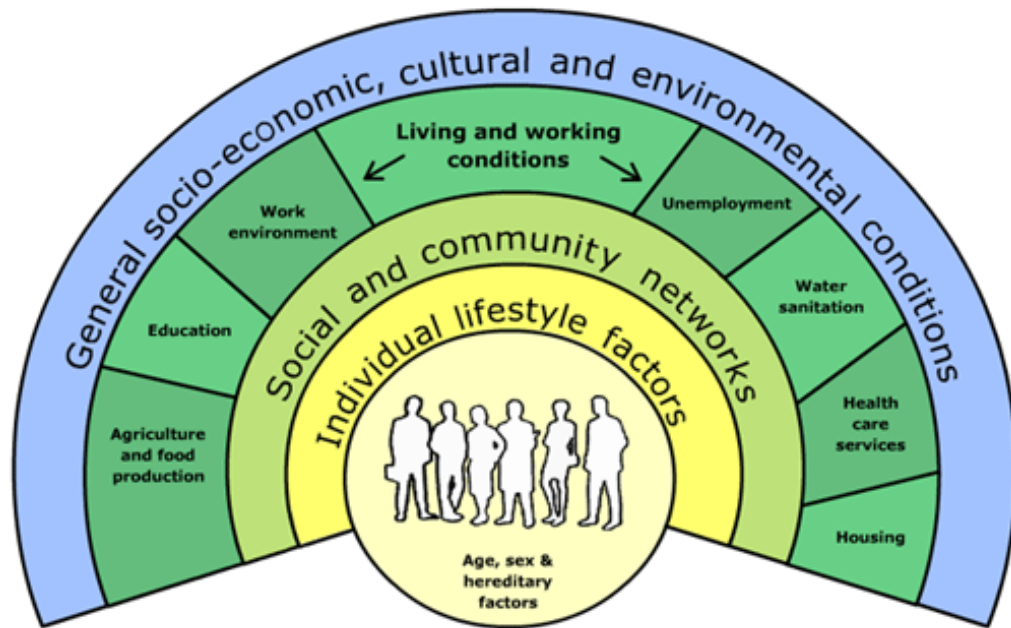 General socio-economic, cultural and environmental conditions
Living and working
conditions
Work
environment
Unemployment
Education
Water
sanitation
Agriculture
and food
production
Health
care
services
Housing
Social and community networks
Individual lifestyle factors
Age, sex &
hereditary
factors